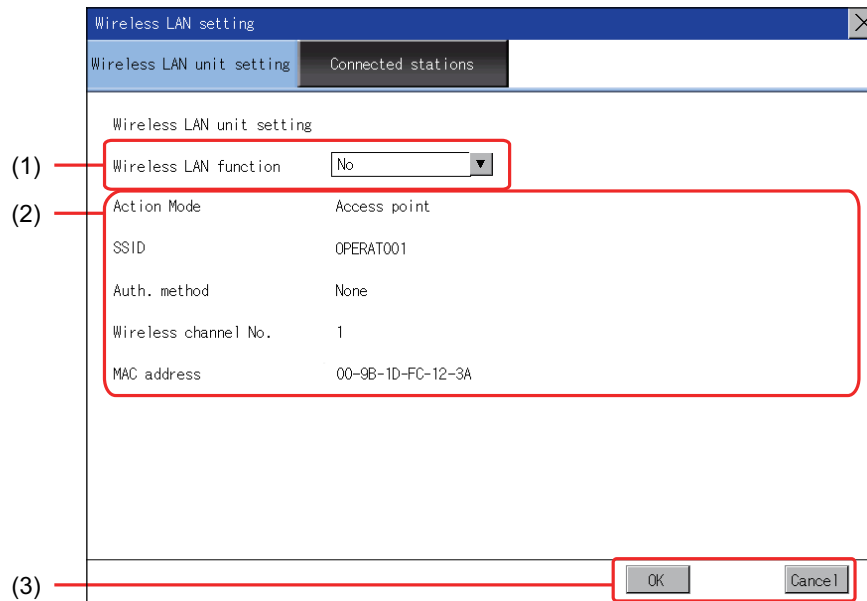 Wireless LAN setting
Wireless LAN unit setting Connected stations
Wireless LAN unit setting
(1) Wireless LAN function No
(2) Action Mode Access point
SSID OPERAT001
Auth. method None
Wireless channel No. 1
MAC address 00-9B-1D-FC-12-3A
(3) OK Cancel